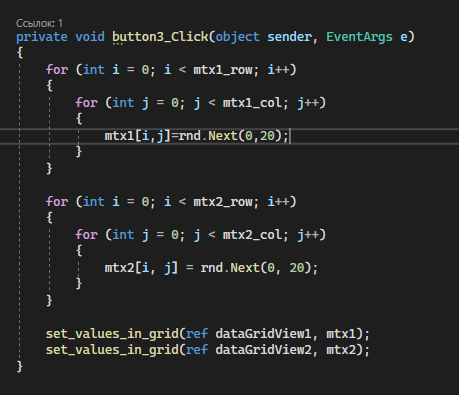 Ссылок: 1
private void button3_Click(object sender, EventArgs e)
{
    for (int i = 0; i < mtx1_row; i++)
    {
        for (int j = 0; j < mtx1_col; j++)
        {
            mtx1[i,j]=rnd.Next(0,20);
        }
    }

    for (int i = 0; i < mtx2_row; i++)
    {
        for (int j = 0; j < mtx2_col; j++)
        {
            mtx2[i, j] = rnd.Next(0, 20);
        }
    }

    set_values_in_grid(ref dataGridView1, mtx1);
    set_values_in_grid(ref dataGridView2, mtx2);
}